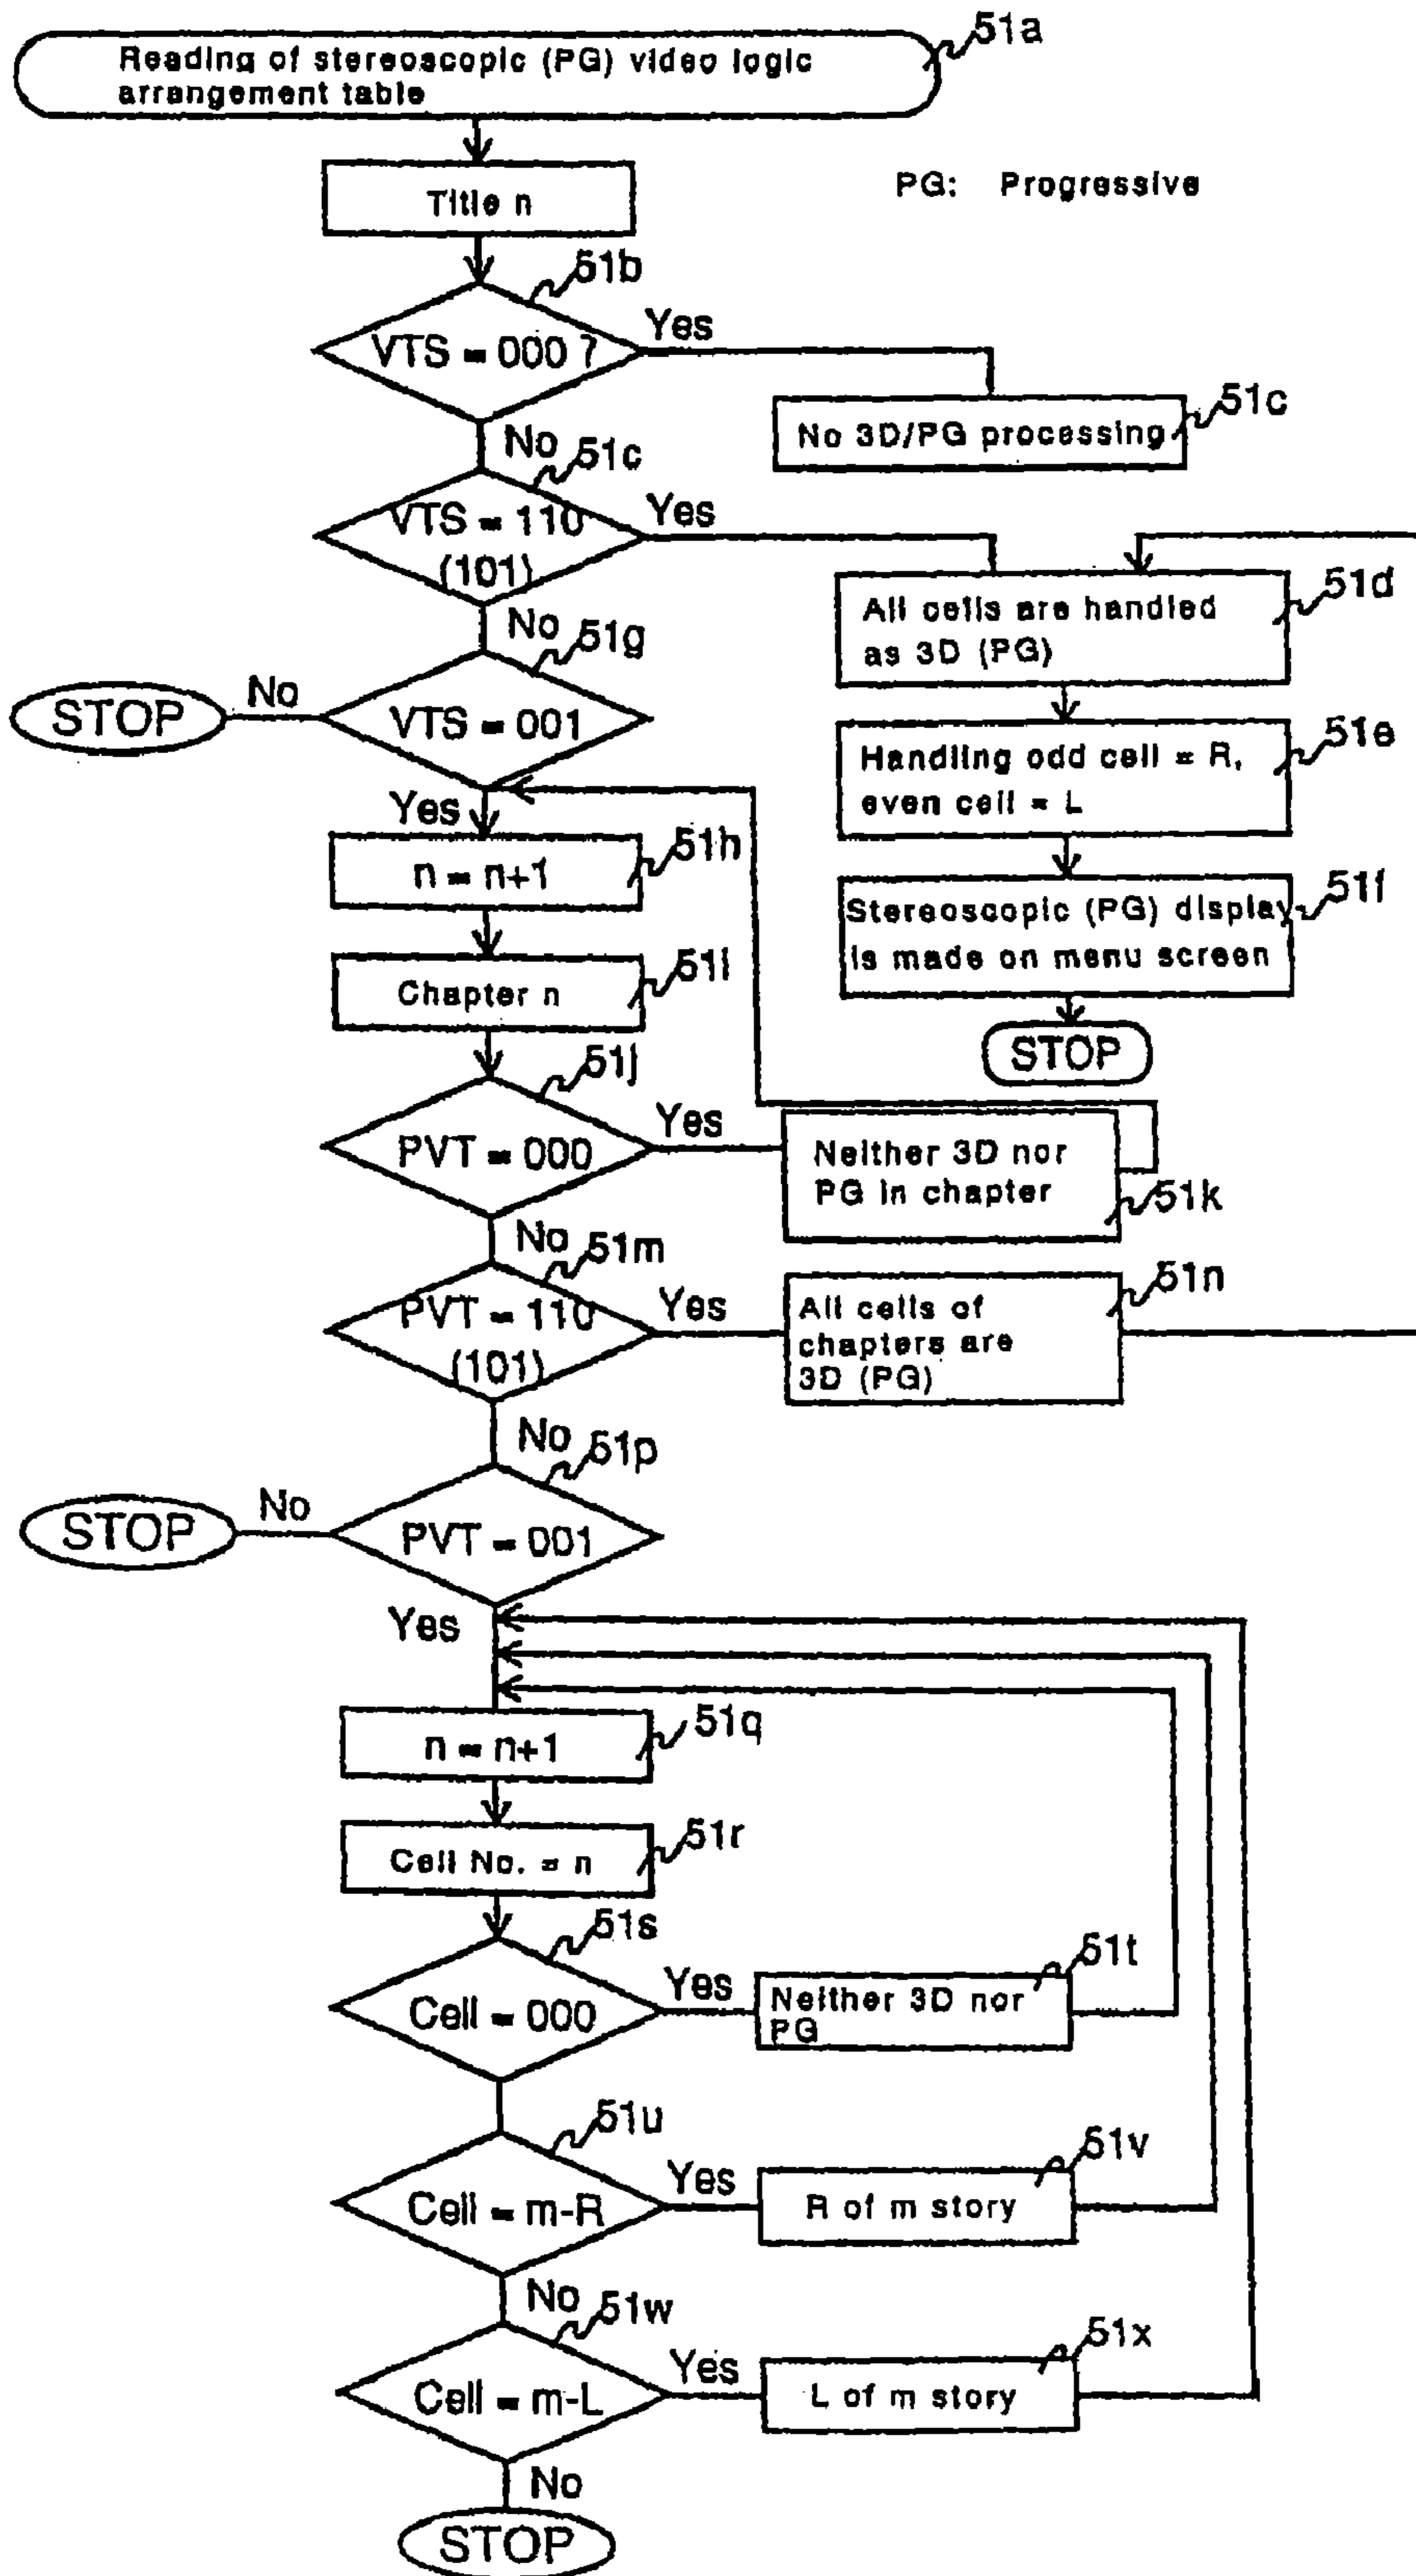 51a
Reading of stereoscopic (PG) video logic
arrangement table
Title n
PG: Progressive
51b
VTS = 000 ?
Yes
51c
No 3D/PG processing
No
51c
VTS = 110
(101)
Yes
51d
All cells are handled
as 3D (PG)
No
51g
VTS = 001
No
STOP
51e
Handling odd cell = R,
even cell = L
Yes
51h
n = n+1
51f
Stereoscopic (PG) display
is made on menu screen
STOP
51i
Chapter n
51j
PVT = 000
Yes
Neither 3D nor
PG in chapter
51k
No
51m
PVT = 110
(101)
Yes
51n
All cells of
chapters are
3D (PG)
No
51p
PVT = 001
No
STOP
Yes
51q
n = n+1
51r
Cell No. = n
51s
Cell = 000
Yes
51t
Neither 3D nor
PG
51u
Cell = m-R
Yes
51v
R of m story
No
51w
Cell = m-L
Yes
51x
L of m story
No
STOP